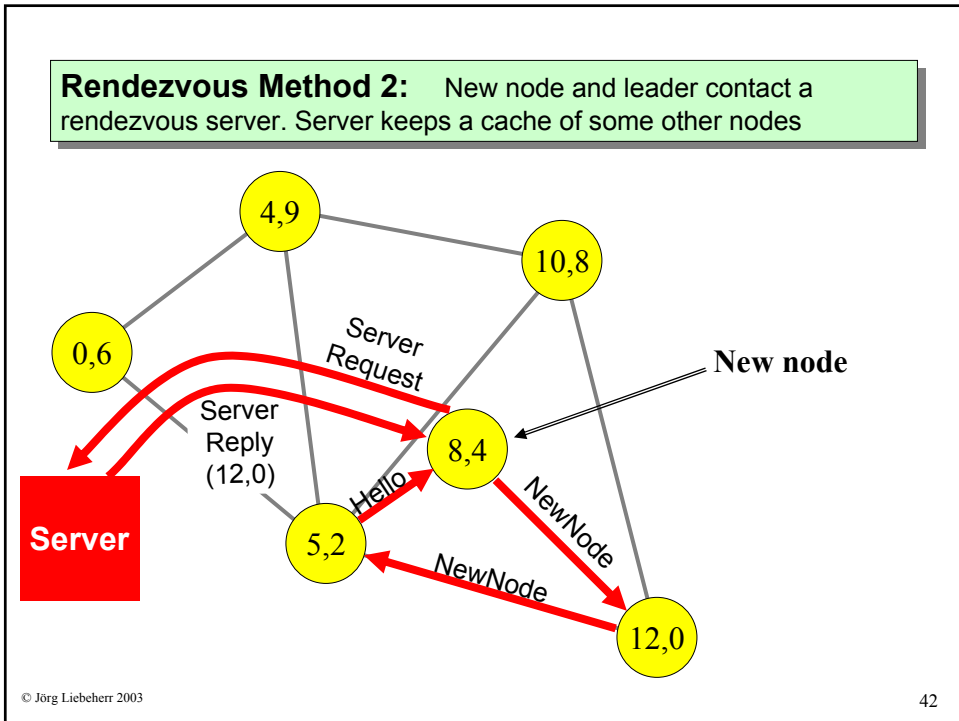 Rendezvous Method 2: New node and leader contact a
rendezvous server. Server keeps a cache of some other nodes
4,9
10,8
0,6
Server
Request
New node
Server
Reply
(12,0)
8,4
Hello
NewNode
Server
5,2
NewNode
12,0
© Jörg Liebeherr 2003
42